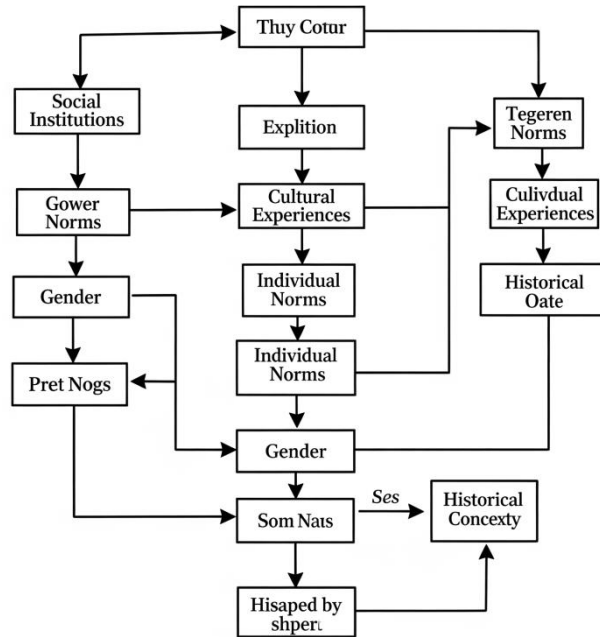 Thuy Cotur
Social
Institutions
Explition
Tegeren
Norms
Gower
Norms
Cultural
Experiences
Culivdual
Experiences
Gender
Individual
Norms
Historical
Oate
Pret Nogs
Individual
Norms
Gender
Som Naus
Ses
Historical
Concexty
Hisaped by